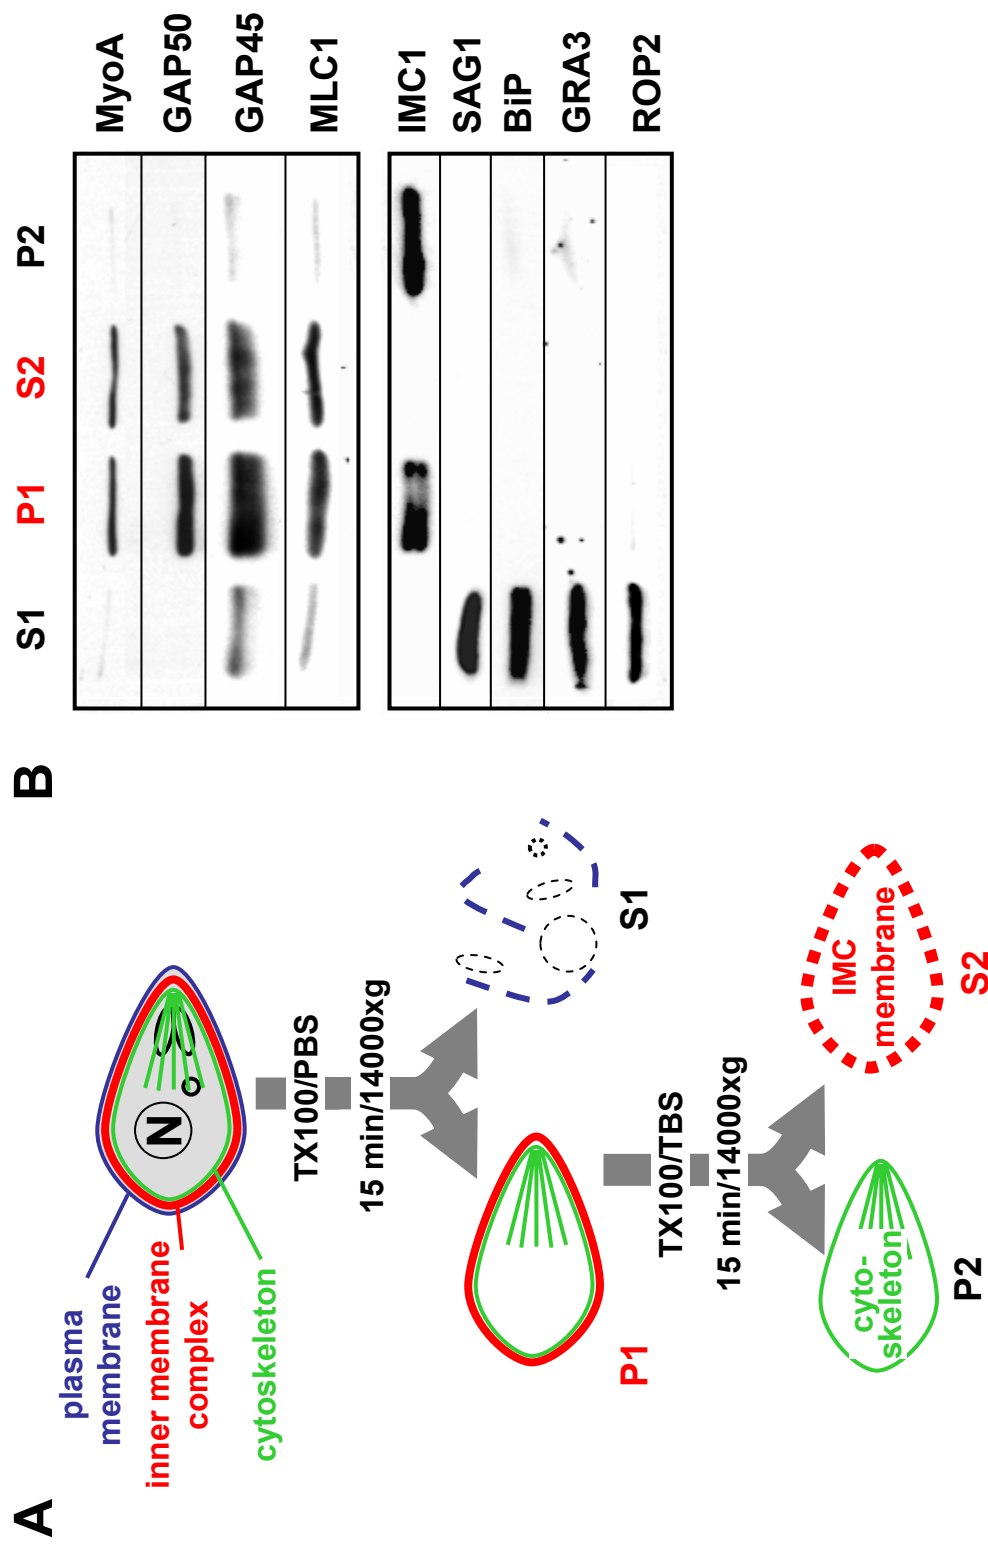 A
plasma
membrane
inner membrane
complex
cytoskeleton
N
TX100/PBS
15 min/14000xg
P1
S1
TX100/TBS
15 min/14000xg
cyto-
skeleton
P2
IMC
membrane
S2
B
S1 P1 S2 P2
MyoA
GAP50
GAP45
MLC1
IMC1
SAG1
BiP
GRA3
ROP2